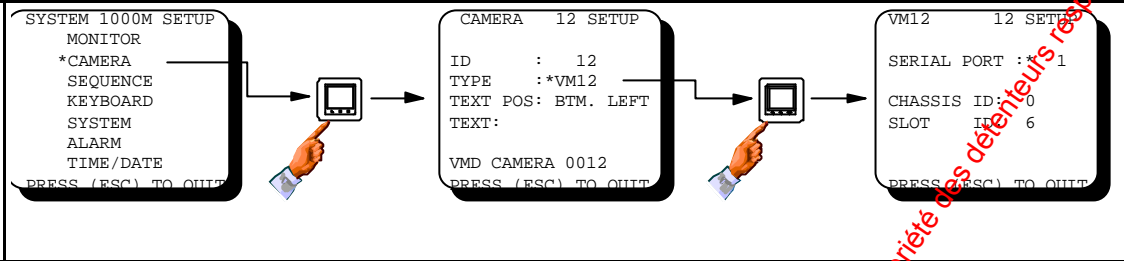 SYSTEM 1000M SETUP
MONITOR
*CAMERA
SEQUENCE
KEYBOARD
SYSTEM
ALARM
TIME/DATE
PRESS (ESC) TO QUIT
CAMERA 12 SETUP
ID : 12
TYPE :*VM12
TEXT POS: BTM. LEFT
TEXT:
VMD CAMERA 0012
PRESS (ESC) TO QUIT
VM12 12 SETUP
SERIAL PORT :* 1
CHASSIS ID: 0
SLOT ID: 6
PRESS (ESC) TO QUIT
riété des détenteurs resp